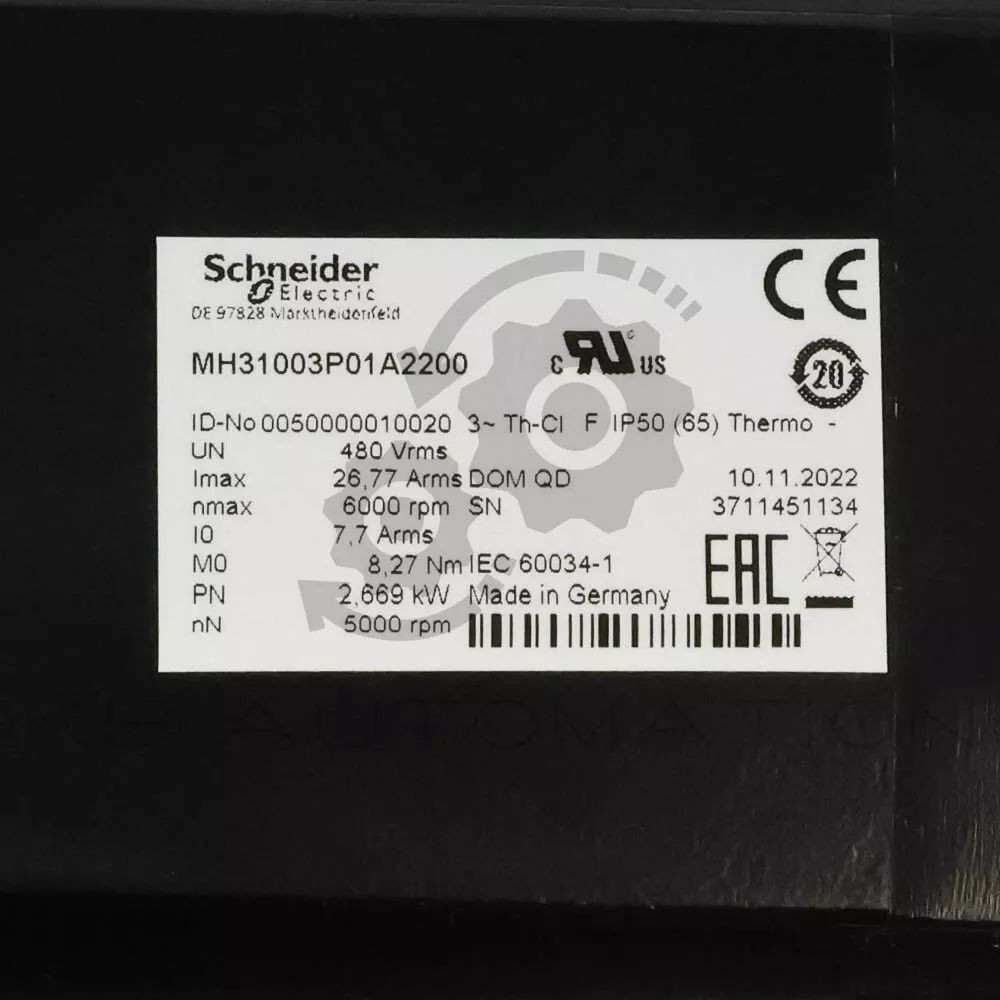 Schneider
Electric
DE 97828 Marktheidenfeld
CE
MH31003P01A2200
c RU US
20
ID-No 0050000010020 3~ Th-Cl F IP50 (65) Thermo -
UN 480 Vrms
Imax 26,77 Arms DOM QD 10.11.2022
nmax 6000 rpm SN 3711451134
I0 7,7 Arms
M0 8,27 Nm IEC 60034-1
EAC
PN 2,669 kW Made in Germany
nN 5000 rpm
KB AUTOMATION